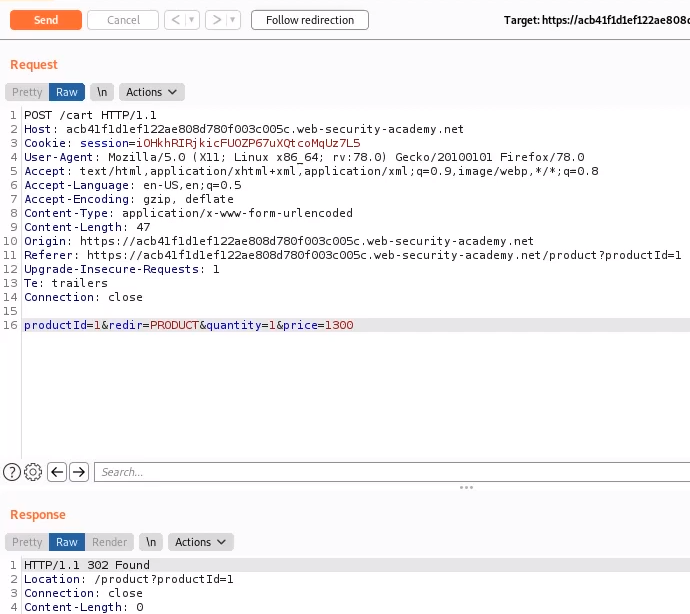 Send Cancel < > Follow redirection Target: https://acb41f1d1ef122ae808
Request
Pretty Raw \n Actions
1 POST /cart HTTP/1.1
2 Host: acb41f1d1ef122ae808d780f003c005c.web-security-academy.net
3 Cookie: session=iOHkhRIRjkicFUOZP67uXQtcoMqUz7L5
4 User-Agent: Mozilla/5.0 (X11; Linux x86_64; rv:78.0) Gecko/20100101 Firefox/78.0
5 Accept: text/html,application/xhtml+xml,application/xml;q=0.9,image/webp,*/*;q=0.8
6 Accept-Language: en-US,en;q=0.5
7 Accept-Encoding: gzip, deflate
8 Content-Type: application/x-www-form-urlencoded
9 Content-Length: 47
10 Origin: https://acb41f1d1ef122ae808d780f003c005c.web-security-academy.net
11 Referer: https://acb41f1d1ef122ae808d780f003c005c.web-security-academy.net/product?productId=1
12 Upgrade-Insecure-Requests: 1
13 Te: trailers
14 Connection: close
15
16 productId=1&redir=PRODUCT&quantity=1&price=1300
? Search...
Response
Pretty Raw Render \n Actions
1 HTTP/1.1 302 Found
2 Location: /product?productId=1
3 Connection: close
4 Content-Length: 0